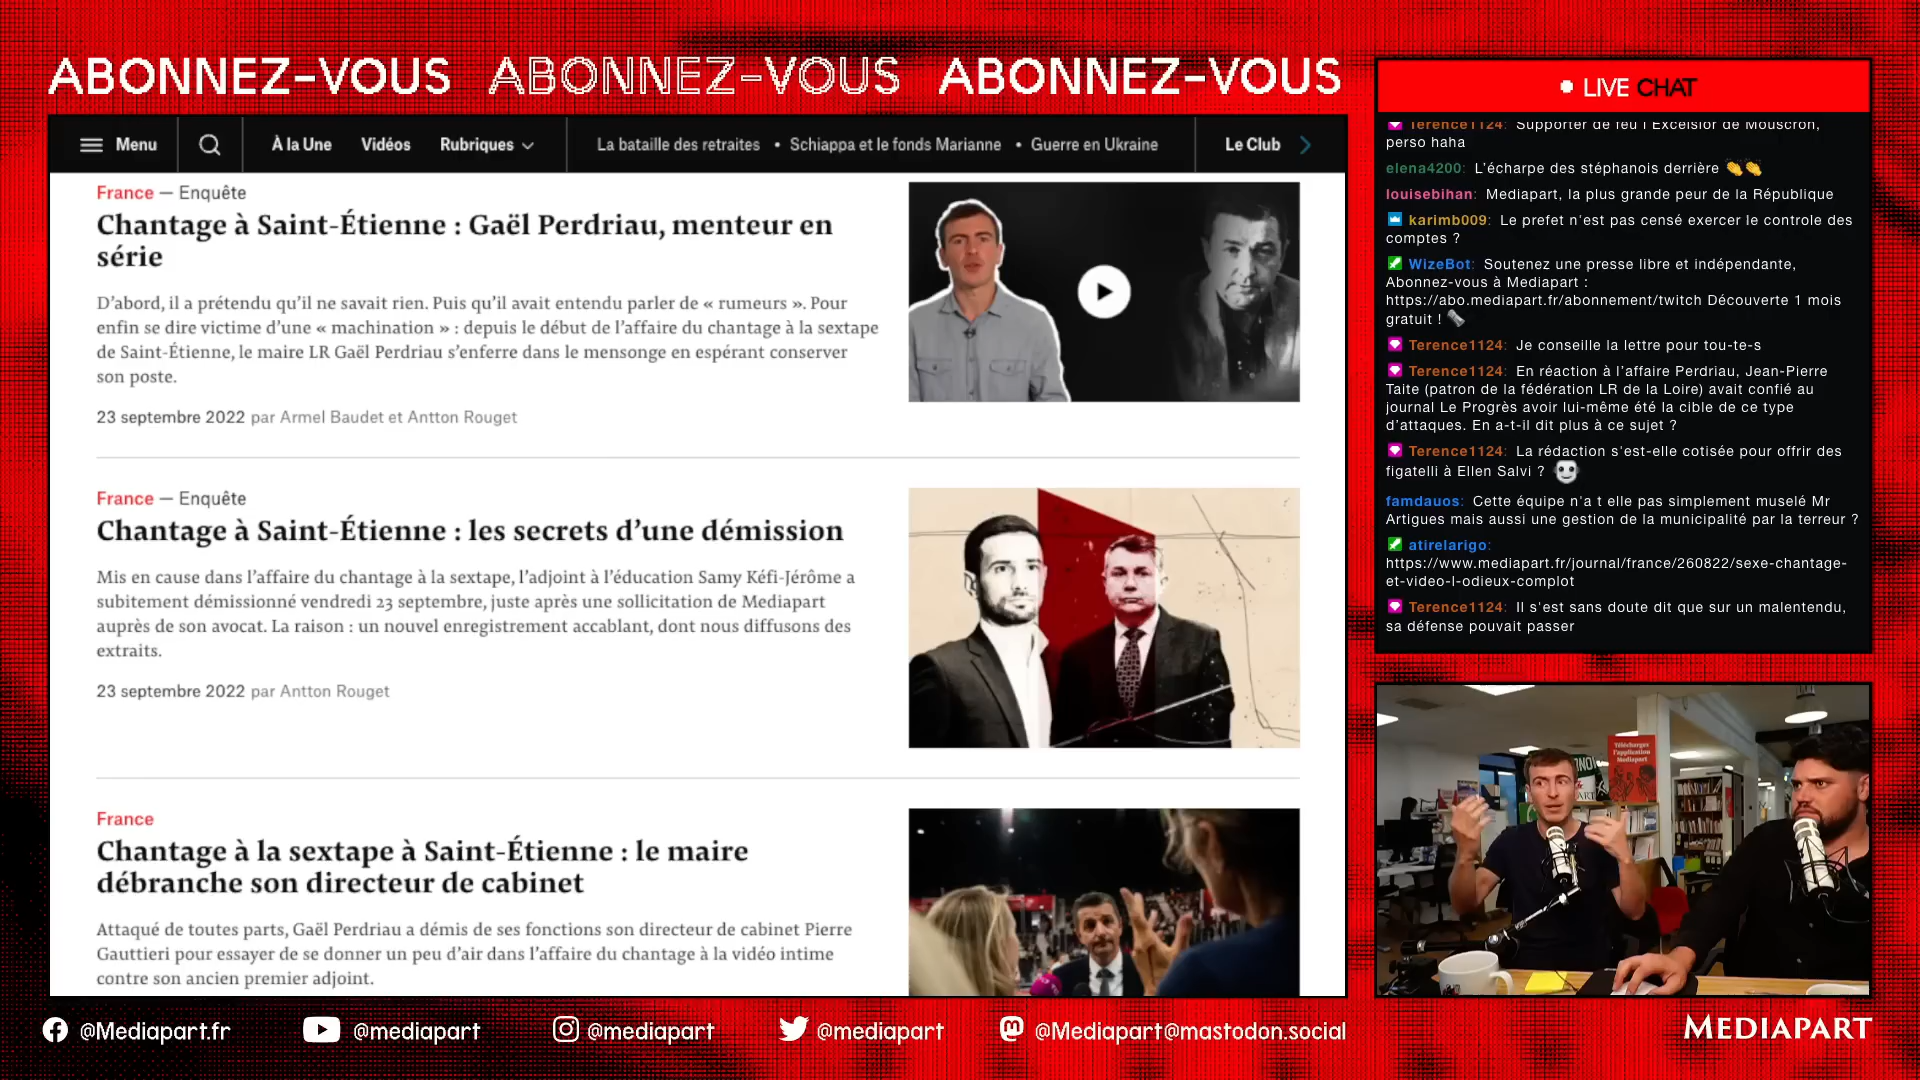 ABONNEZ-VOUS ABONNEZ-VOUS ABONNEZ-VOUS
Menu
À la Une Vidéos Rubriques
La bataille des retraites • Schiappa et le fonds Marianne • Guerre en Ukraine
Le Club
France — Enquête
Chantage à Saint-Étienne : Gaël Perdriau, menteur en
série
D’abord, il a prétendu qu’il ne savait rien. Puis qu’il avait entendu parler de « rumeurs ». Pour
enfin se dire victime d’une « machination » : depuis le début de l’affaire du chantage à la sextape
de Saint-Étienne, le maire LR Gaël Perdriau s’enferre dans le mensonge en espérant conserver
son poste.
23 septembre 2022 par Armel Baudet et Antton Rouget
France — Enquête
Chantage à Saint-Étienne : les secrets d’une démission
Mis en cause dans l’affaire du chantage à la sextape, l’adjoint à l’éducation Samy Kéfi-Jérôme a
subitement démissionné vendredi 23 septembre, juste après une sollicitation de Mediapart
auprès de son avocat. La raison : un nouvel enregistrement accablant, dont nous diffusons des
extraits.
23 septembre 2022 par Antton Rouget
France
Chantage à la sextape à Saint-Étienne : le maire
débranche son directeur de cabinet
Attaqué de toutes parts, Gaël Perdriau a démis de ses fonctions son directeur de cabinet Pierre
Gauttieri pour essayer de se donner un peu d’air dans l’affaire du chantage à la vidéo intime
contre son ancien premier adjoint.
LIVE CHAT
Terence1124: Supporter de feu l'Excelsior de Mouscron,
perso haha
elena4200: L'écharpe des stéphanois derrière 👏👏
louisebihan: Mediapart, la plus grande peur de la République
karimb009: Le prefet n'est pas censé exercer le controle des
comptes ?
WizeBot: Soutenez une presse libre et indépendante,
Abonnez-vous à Mediapart :
https://abo.mediapart.fr/abonnement/twitch Découverte 1 mois
gratuit !
Terence1124: Je conseille la lettre pour tou-te-s
Terence1124: En réaction à l'affaire Perdriau, Jean-Pierre
Taite (patron de la fédération LR de la Loire) avait confié au
journal Le Progrès avoir lui-même été la cible de ce type
d'attaques. En a-t-il dit plus à ce sujet ?
Terence1124: La rédaction s'est-elle cotisée pour offrir des
figatelli à Ellen Salvi ?
famdauos: Cette équipe n'a t elle pas simplement muselé Mr
Artigues mais aussi une gestion de la municipalité par la terreur ?
atirelarigo:
https://www.mediapart.fr/journal/france/260822/sexe-chantage-
et-video-l-odieux-complot
Terence1124: Il s'est sans doute dit que sur un malentendu,
sa défense pouvait passer
Téléchargez
l'application
Mediapart
@Mediapart.fr @mediapart @mediapart @mediapart @Mediapart@mastodon.social
MEDIAPART